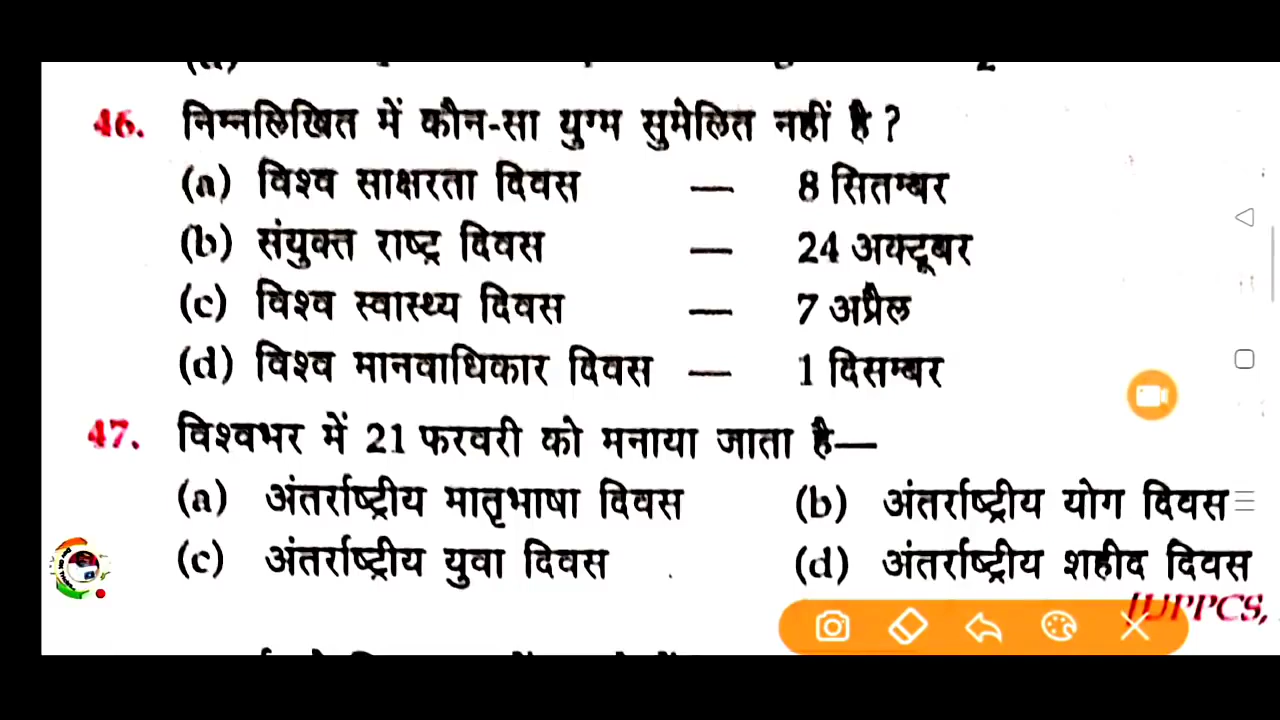 46. निम्नलिखित में कौन-सा युग्म सुमेलित नहीं है ?
(a) विश्व साक्षरता दिवस — 8 सितम्बर
(b) संयुक्त राष्ट्र दिवस — 24 अक्टूबर
(c) विश्व स्वास्थ्य दिवस — 7 अप्रैल
(d) विश्व मानवाधिकार दिवस — 1 दिसम्बर
47. विश्वभर में 21 फरवरी को मनाया जाता है—
(a) अंतर्राष्ट्रीय मातृभाषा दिवस (b) अंतर्राष्ट्रीय योग दिवस
(c) अंतर्राष्ट्रीय युवा दिवस (d) अंतर्राष्ट्रीय शहीद दिवस
[UPPCS,